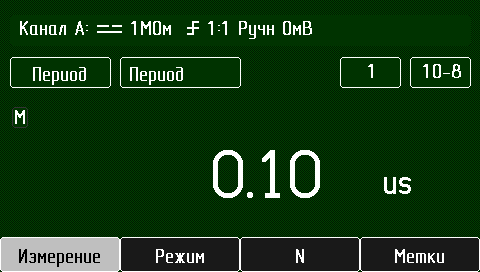 Канал А: 1МОм 1:1 Ручн 0мВ
Период Период 1 10-8
М
0.10 us
Измерение Режим N Метки